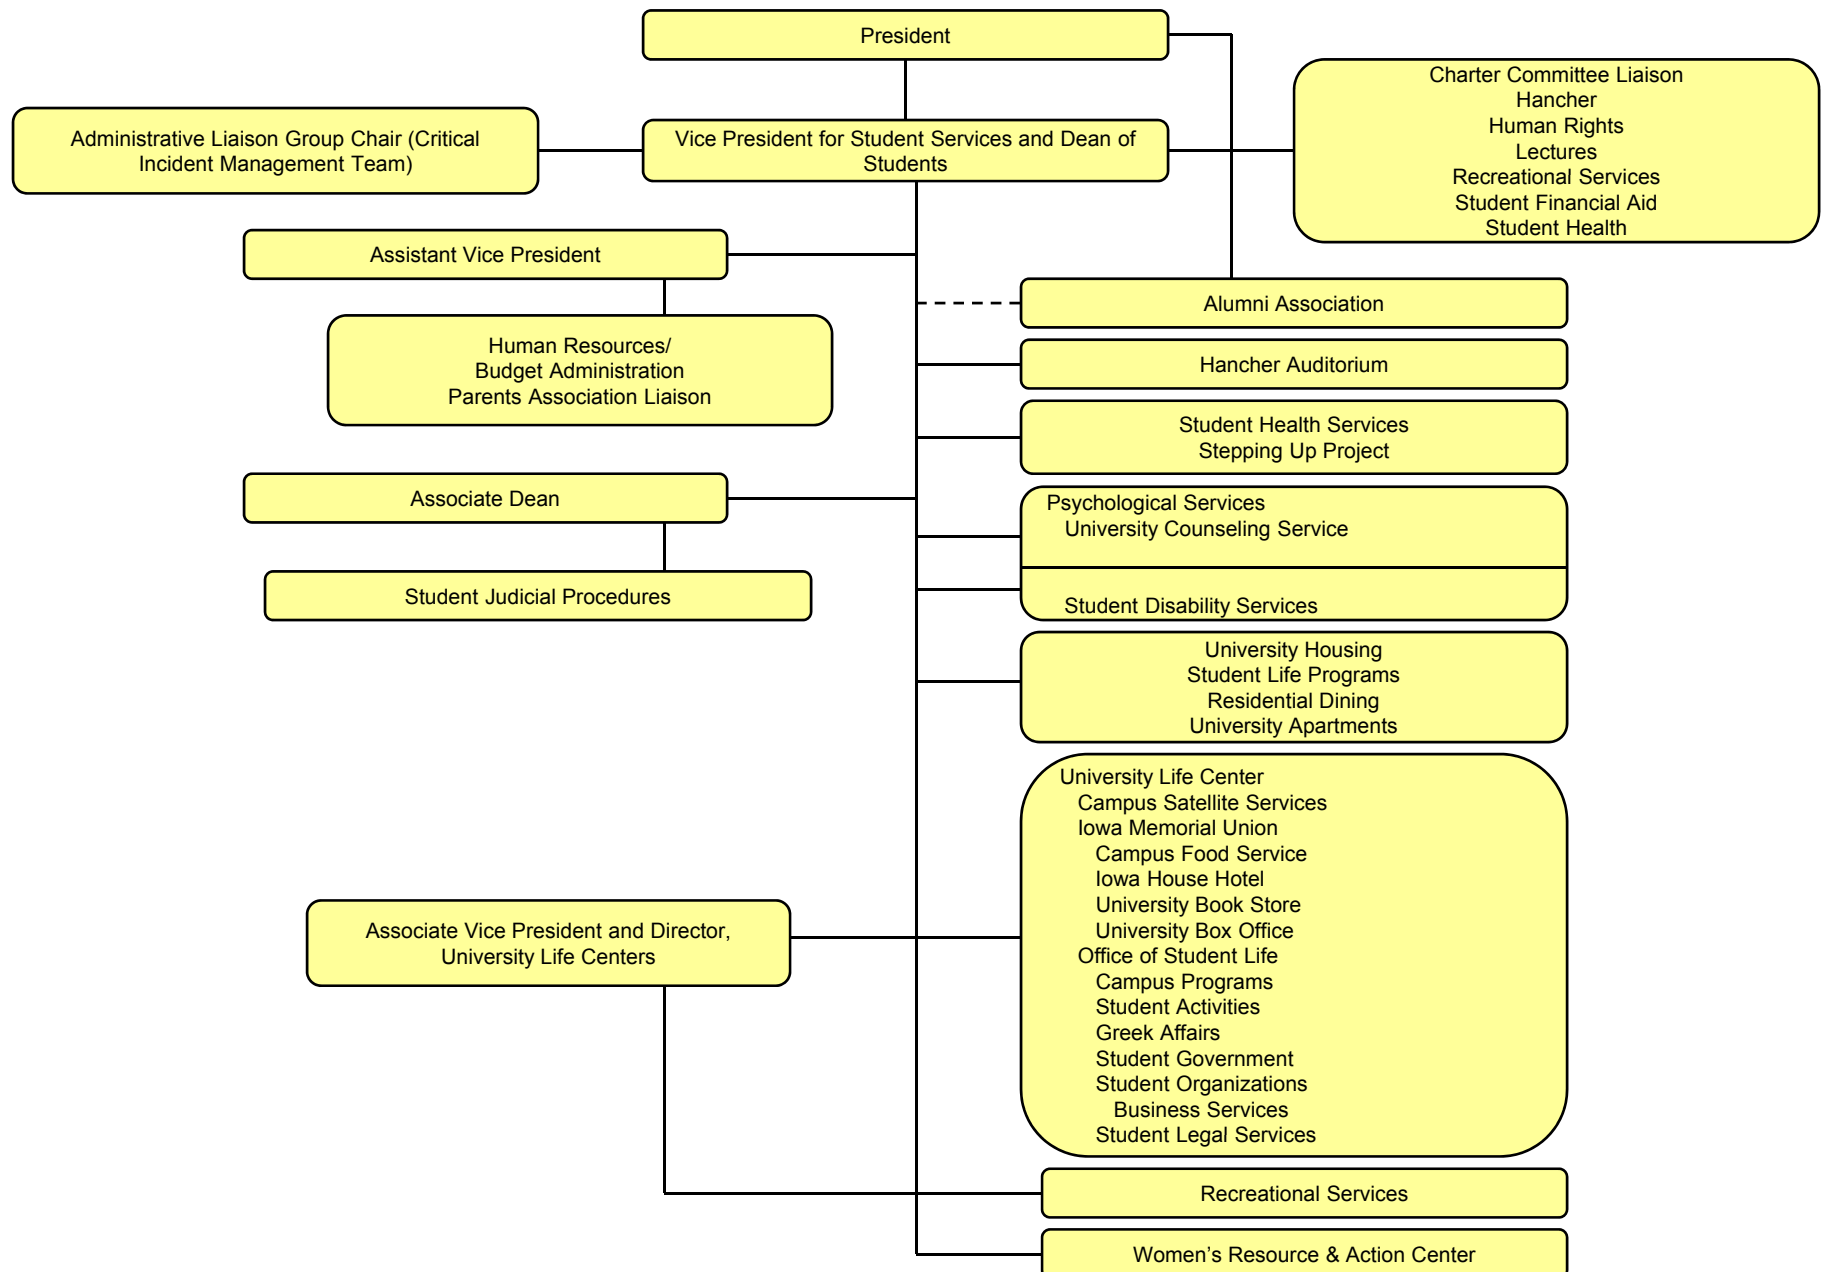 President
Charter Committee Liaison
Hancher
Human Rights
Lectures
Recreational Services
Student Financial Aid
Student Health
Administrative Liaison Group Chair (Critical
Incident Management Team)
Vice President for Student Services and Dean of
Students
Assistant Vice President
Human Resources/
Budget Administration
Parents Association Liaison
Alumni Association
Hancher Auditorium
Student Health Services
Stepping Up Project
Associate Dean
Student Judicial Procedures
Psychological Services
University Counseling Service
Student Disability Services
University Housing
Student Life Programs
Residential Dining
University Apartments
Associate Vice President and Director,
University Life Centers
University Life Center
Campus Satellite Services
Iowa Memorial Union
Campus Food Service
Iowa House Hotel
University Book Store
University Box Office
Office of Student Life
Campus Programs
Student Activities
Greek Affairs
Student Government
Student Organizations
Business Services
Student Legal Services
Recreational Services
Women’s Resource & Action Center